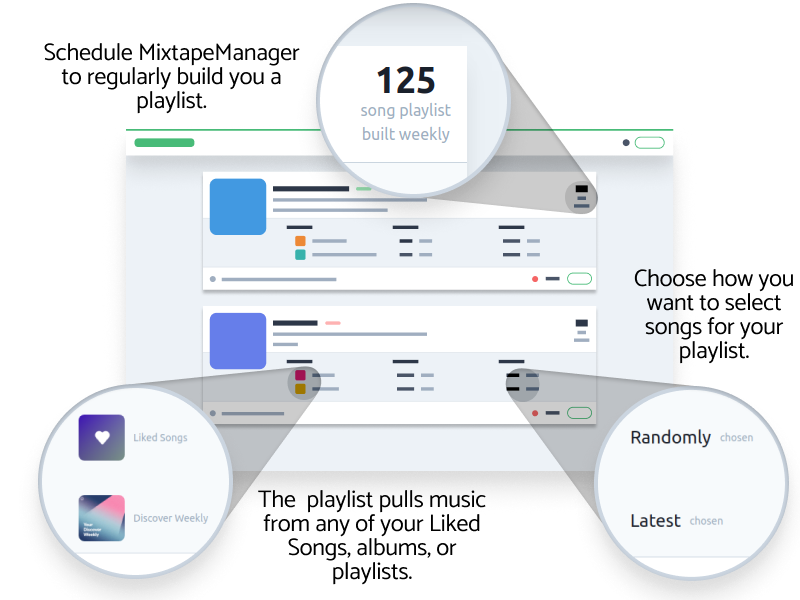 Schedule MixtapeManager
to regularly build you a
playlist.
125
song playlist
built weekly
Choose how you
want to select
songs for your
playlist.
Liked Songs
Your
Discover
Weekly
Discover Weekly
Randomly chosen
Latest chosen
The playlist pulls music
from any of your Liked
Songs, albums, or
playlists.